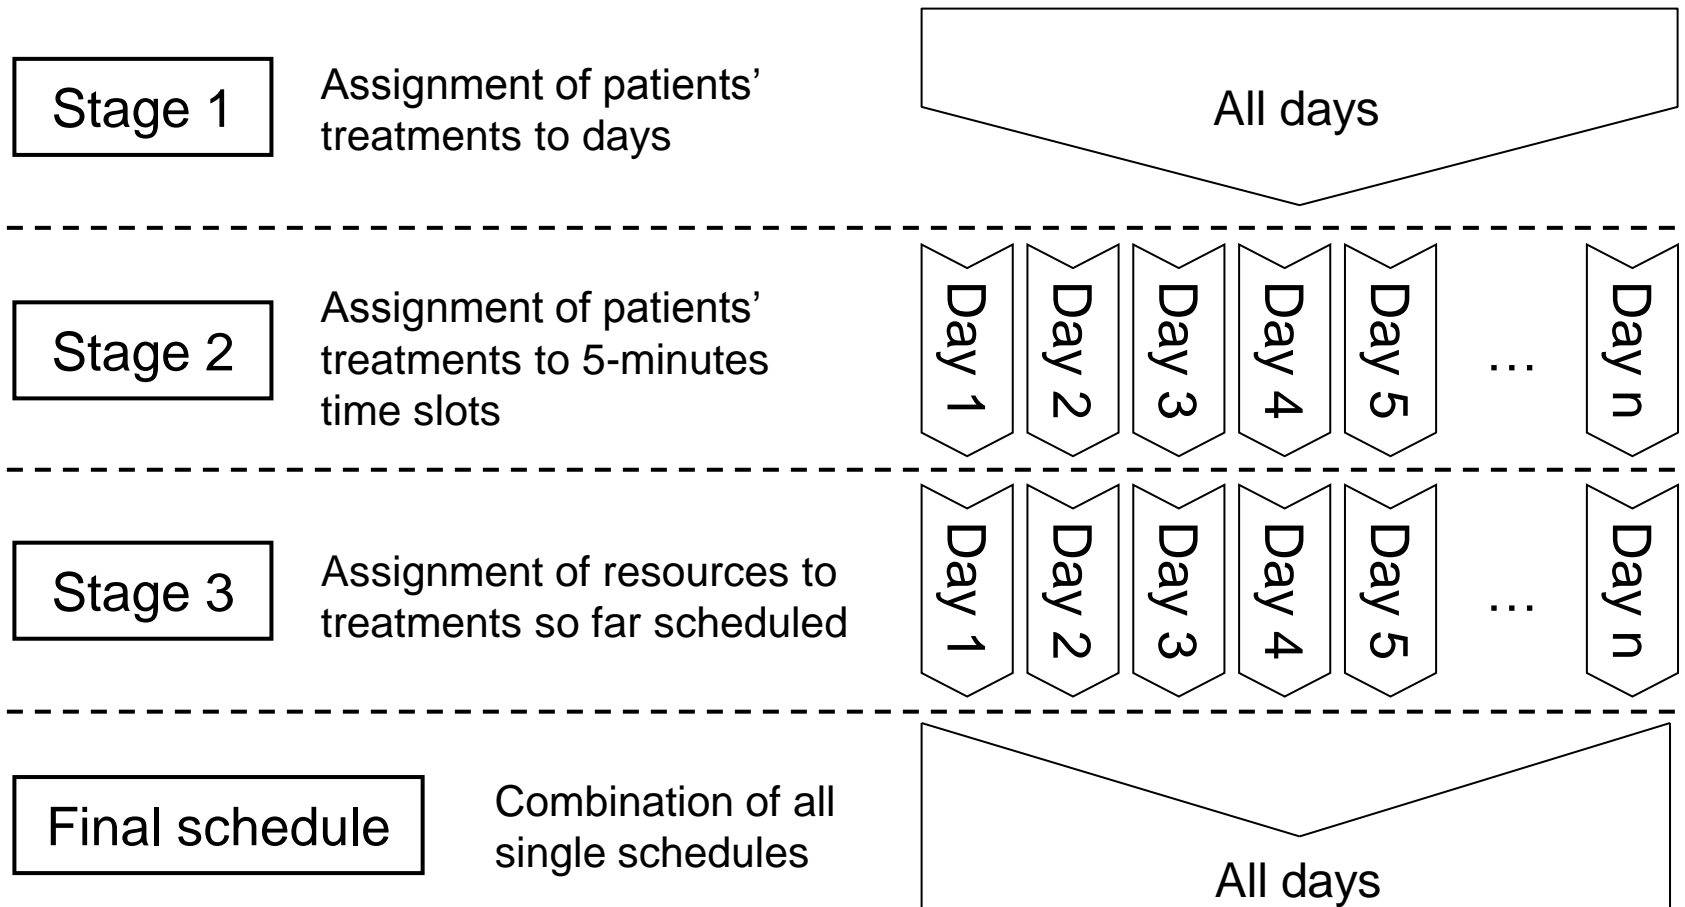 Stage 1
Assignment of patients’
treatments to days
All days
Stage 2
Assignment of patients’
treatments to 5-minutes
time slots
Day 1
Day 2
Day 3
Day 4
Day 5
…
Day n
Stage 3
Assignment of resources to
treatments so far scheduled
Day 1
Day 2
Day 3
Day 4
Day 5
…
Day n
Final schedule
Combination of all
single schedules
All days